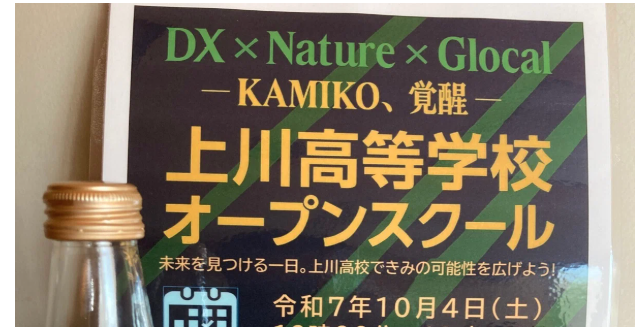 DX×Nature×Glocal
—KAMIKO、覚醒—
上川高等学校
オープンスクール
未来を見つける一日。上川高校できみの可能性を広げよう!
令和7年10月4日(土)